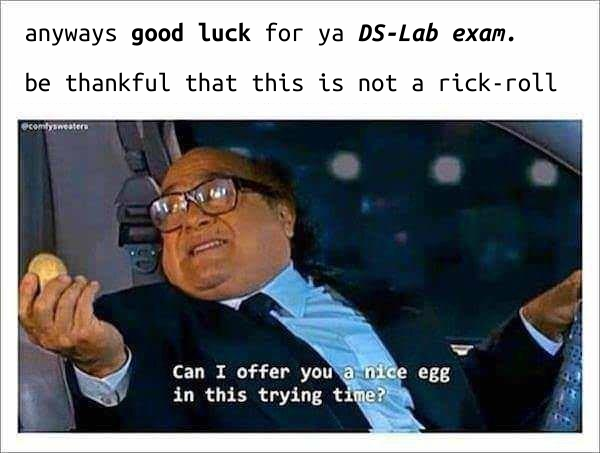 anyways good luck for ya DS-Lab exam.
be thankful that this is not a rick-roll
@comfysweaters
Can I offer you a nice egg
in this trying time?